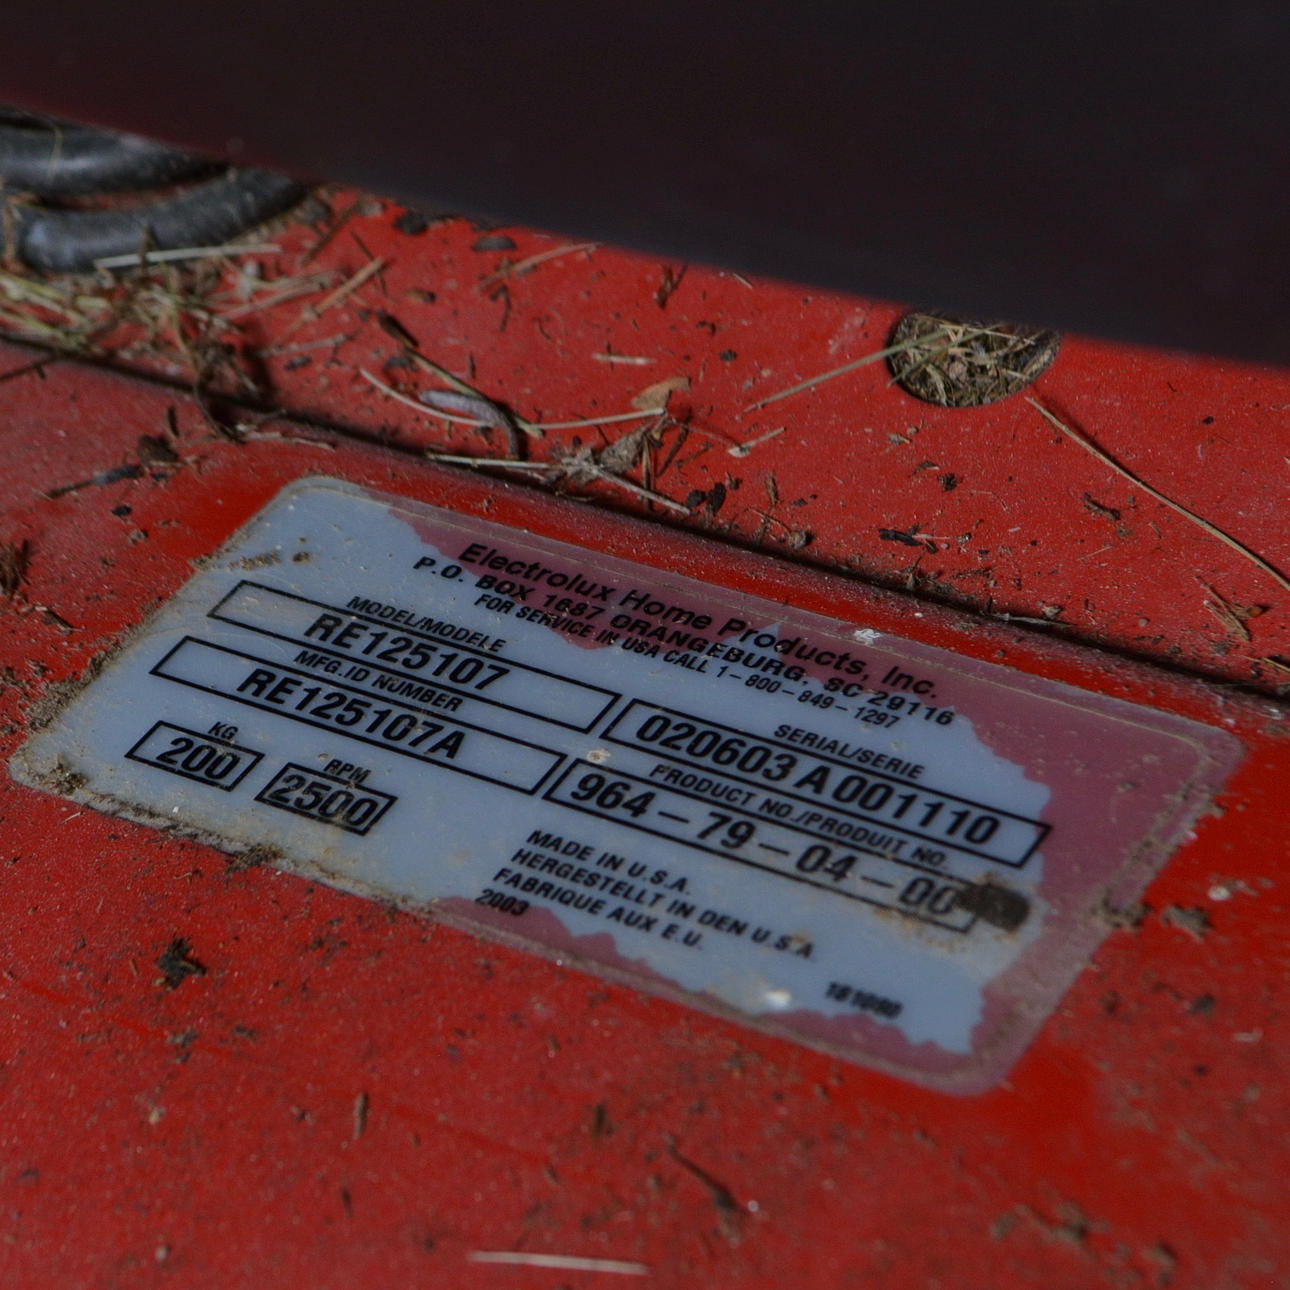 Electrolux Home Products, Inc.
P.O. BOX 1687 ORANGEBURG, SC 29116
FOR SERVICE IN USA CALL 1-800-849-1297
MODEL/MODELE
RE125107
SERIAL/SERIE
020603 A 001110
MFG.ID NUMBER
RE125107A
PRODUCT NO./PRODUIT NO.
964-79-04-00
KG
200
RPM
2500
MADE IN U.S.A.
HERGESTELLT IN DEN U.S.A
FABRIQUE AUX E.U.
2003